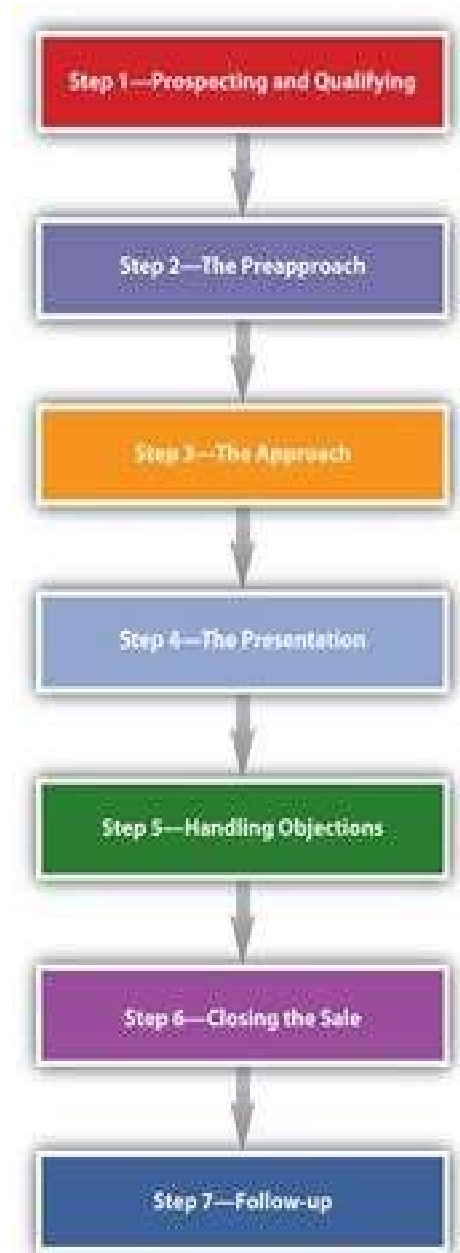 Step 1—Prospecting and Qualifying
Step 2—The Preapproach
Step 3—The Approach
Step 4—The Presentation
Step 5—Handling Objections
Step 6—Closing the Sale
Step 7—Follow-up